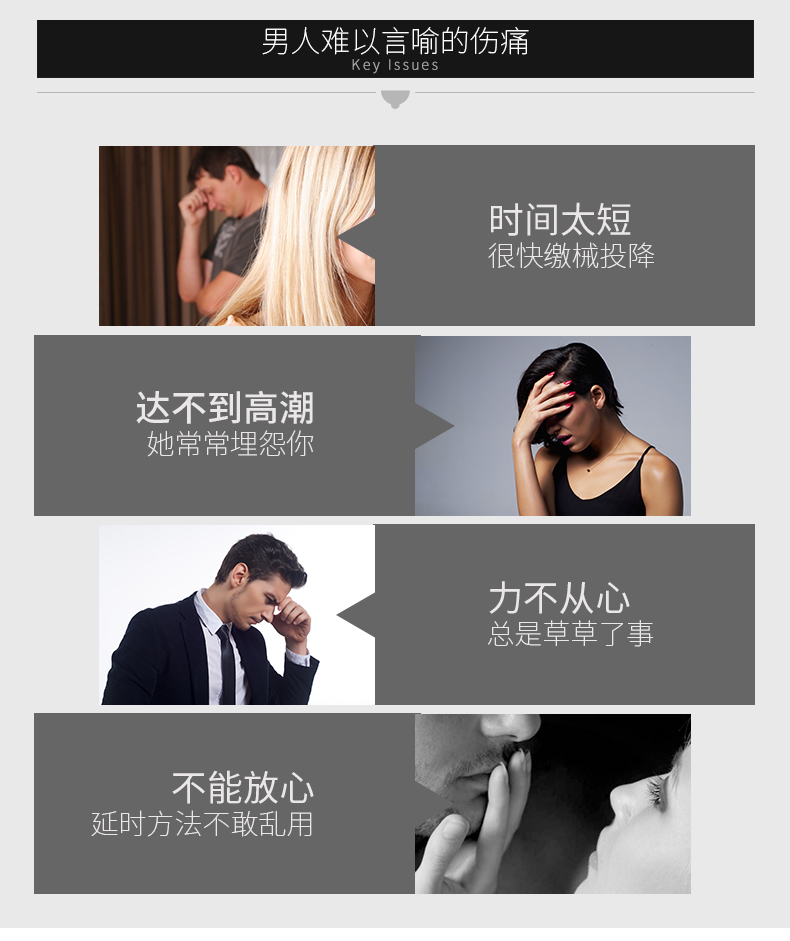 男人难以言喻的伤痛
Key Issues
时间太短
很快缴械投降
达不到高潮
她常常埋怨你
力不从心
总是草草了事
不能放心
延时方法不敢乱用